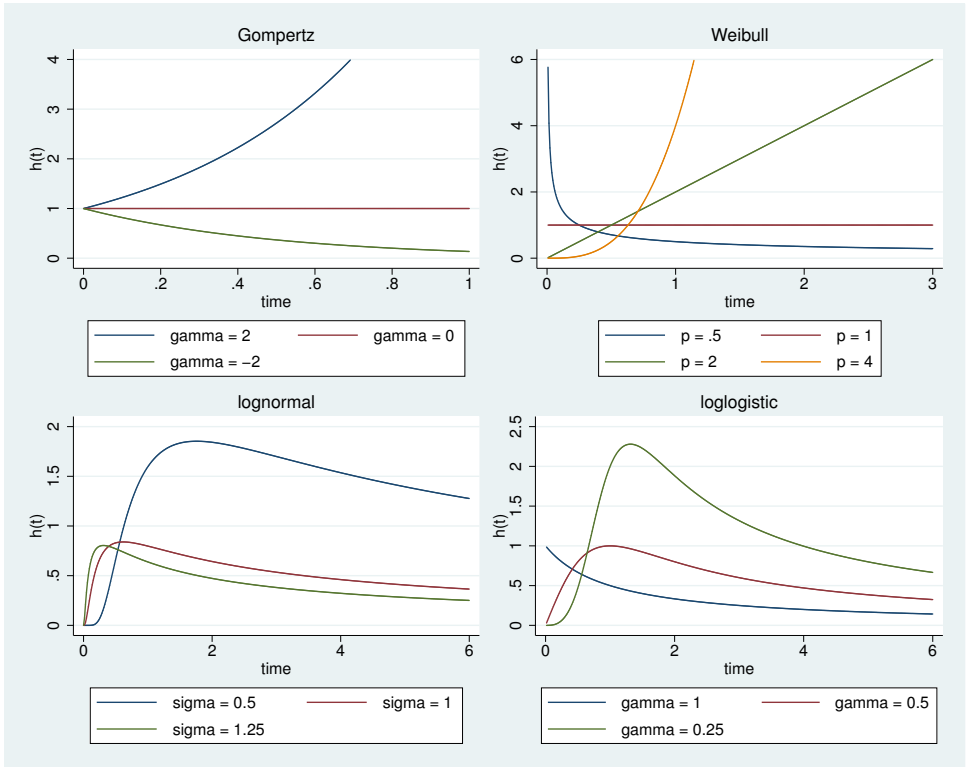 Gompertz
h(t)
4
3
2
1
0
0 .2 .4 .6 .8 1
time
gamma = 2 gamma = 0
gamma = −2
Weibull
h(t)
6
4
2
0
0 1 2 3
time
p = .5 p = 1
p = 2 p = 4
lognormal
h(t)
2
1.5
1
.5
0
0 2 4 6
time
sigma = 0.5 sigma = 1
sigma = 1.25
loglogistic
h(t)
2.5
2
1.5
1
.5
0
0 2 4 6
time
gamma = 1 gamma = 0.5
gamma = 0.25